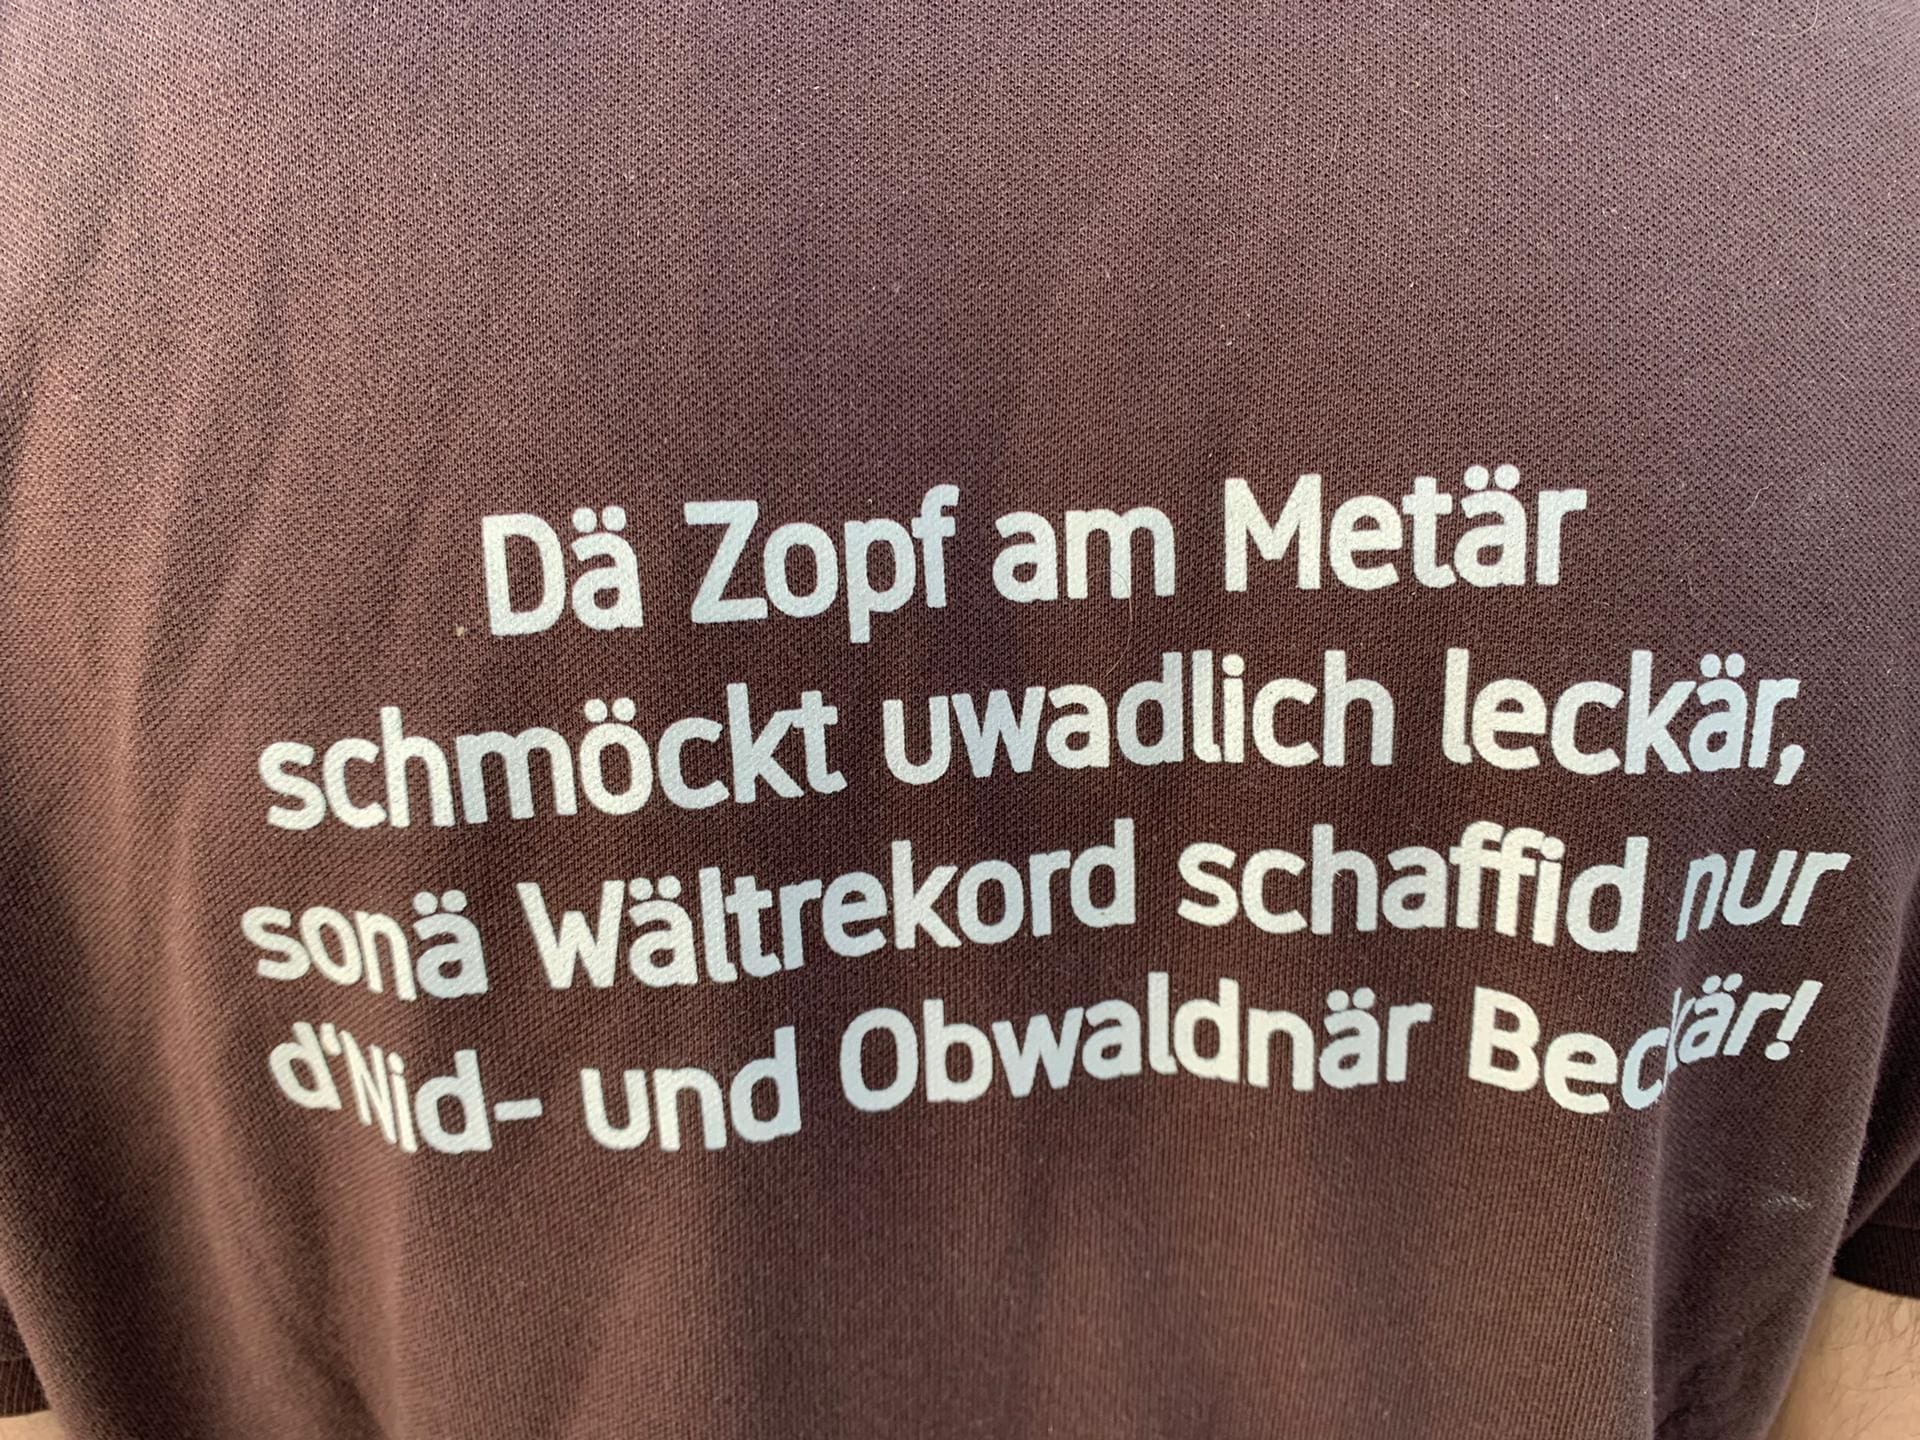 Dä Zopf am Metär
schmöckt uwadlich leckär,
sonä Wältrekord schaffid nur
d'Nid- und Obwaldnär Beckär!